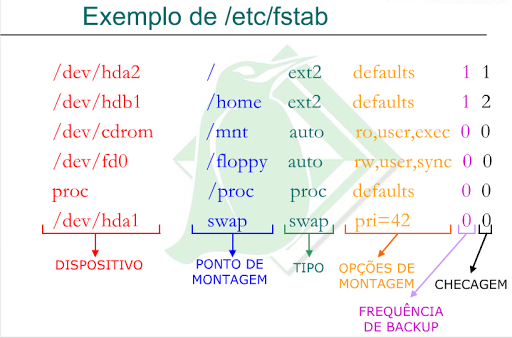 Exemplo de /etc/fstab
/dev/hda2 / ext2 defaults 1 1
/dev/hdb1 /home ext2 defaults 1 2
/dev/cdrom /mnt auto ro,user,exec 0 0
/dev/fd0 /floppy auto rw,user,sync 0 0
proc /proc proc defaults 0 0
/dev/hda1 swap swap pri=42 0 0
DISPOSITIVO
PONTO DE
MONTAGEM
TIPO
OPÇÕES DE
MONTAGEM
FREQUÊNCIA
DE BACKUP
CHECAGEM